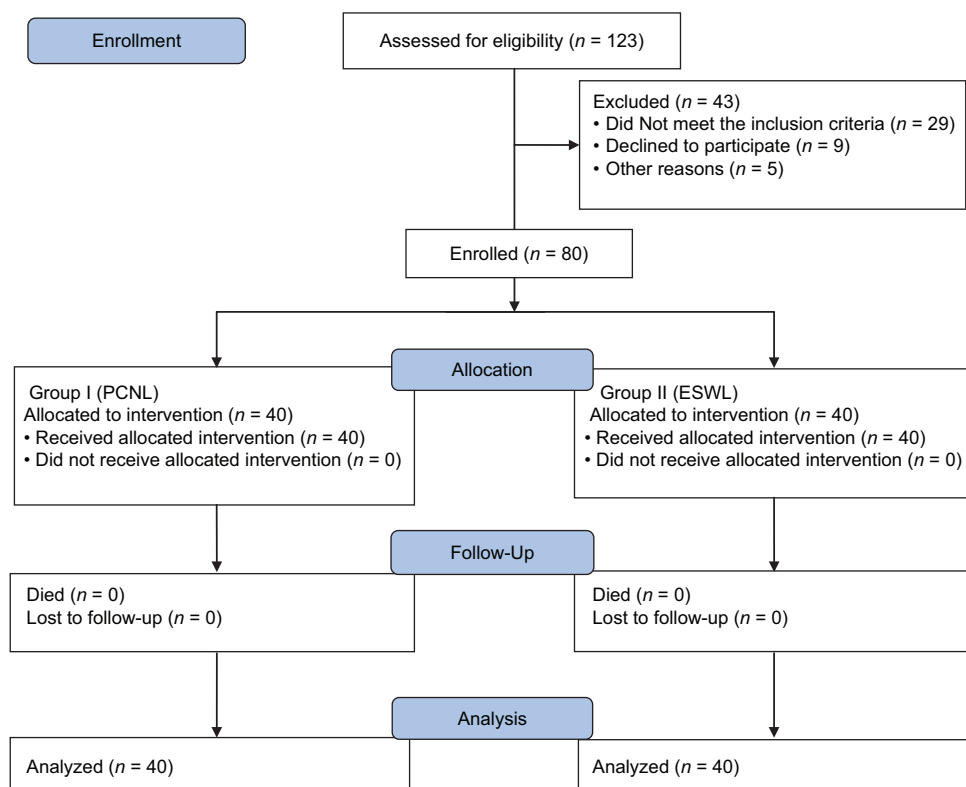 Enrollment
Assessed for eligibility (n = 123)
Excluded (n = 43)
• Did Not meet the inclusion criteria (n = 29)
• Declined to participate (n = 9)
• Other reasons (n = 5)
Enrolled (n = 80)
Allocation
Group I (PCNL)
Allocated to intervention (n = 40)
• Received allocated intervention (n = 40)
• Did not receive allocated intervention (n = 0)
Group II (ESWL)
Allocated to intervention (n = 40)
• Received allocated intervention (n = 40)
• Did not receive allocated intervention (n = 0)
Follow-Up
Died (n = 0)
Lost to follow-up (n = 0)
Died (n = 0)
Lost to follow-up (n = 0)
Analysis
Analyzed (n = 40)
Analyzed (n = 40)